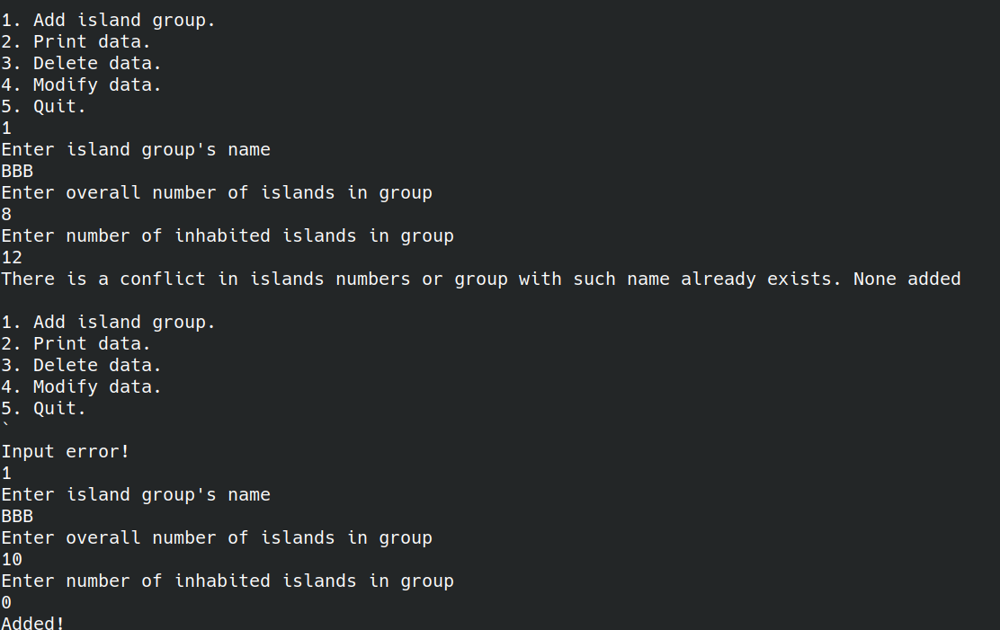 1. Add island group.
2. Print data.
3. Delete data.
4. Modify data.
5. Quit.
1
Enter island group's name
BBB
Enter overall number of islands in group
8
Enter number of inhabited islands in group
12
There is a conflict in islands numbers or group with such name already exists. None added
1. Add island group.
2. Print data.
3. Delete data.
4. Modify data.
5. Quit.
`
Input error!
1
Enter island group's name
BBB
Enter overall number of islands in group
10
Enter number of inhabited islands in group
0
Added!